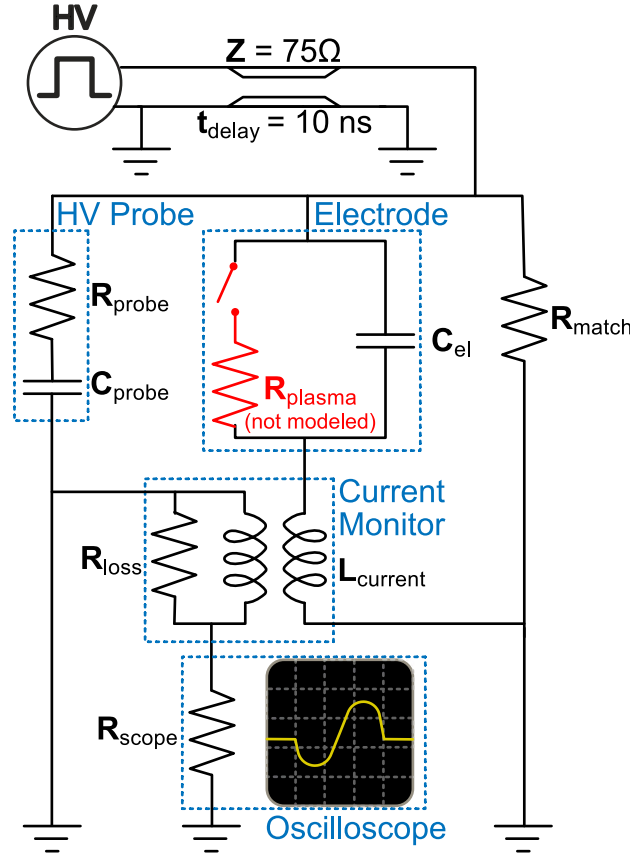 HV
Z = 75Ω
tdelay = 10 ns
HV Probe
Electrode
Rprobe
Cprobe
Cel
Rmatch
Rplasma
(not modeled)
Current
Monitor
Rloss
Lcurrent
Rscope
Oscilloscope